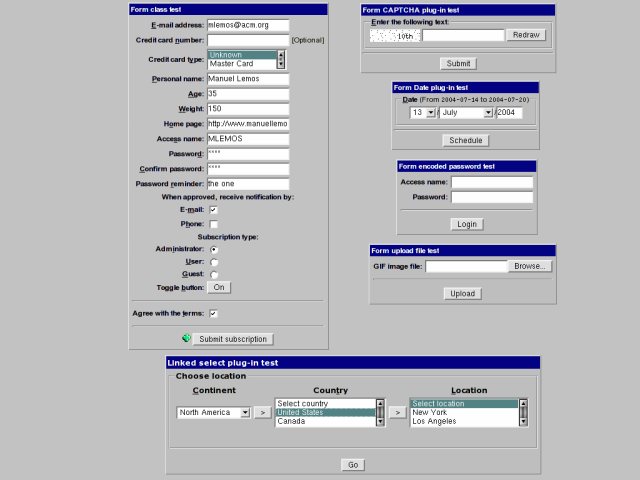 Form class test
E-mail address: mlemos@acm.org
Credit card number: [Optional]
Credit card type: Unknown
Master Card
Personal name: Manuel Lemos
Age: 35
Weight: 150
Home page: http://www.manuellemo
Access name: MLEMOS
Password: ****
Confirm password: ****
Password reminder: the one
When approved, receive notification by:
E-mail:
Phone:
Subscription type:
Administrator:
User:
Guest:
Toggle button: On
Agree with the terms:
Submit subscription
Form CAPTCHA plug-in test
Enter the following text:
10th Redraw
Submit
Form Date plug-in test
Date (From 2004-07-14 to 2004-07-20)
13 / July / 2004
Schedule
Form encoded password test
Access name:
Password:
Login
Form upload file test
GIF image file: Browse...
Upload
Linked select plug-in test
Choose location
Continent Country Location
North America > Select country > Select location
United States New York
Canada Los Angeles
Go